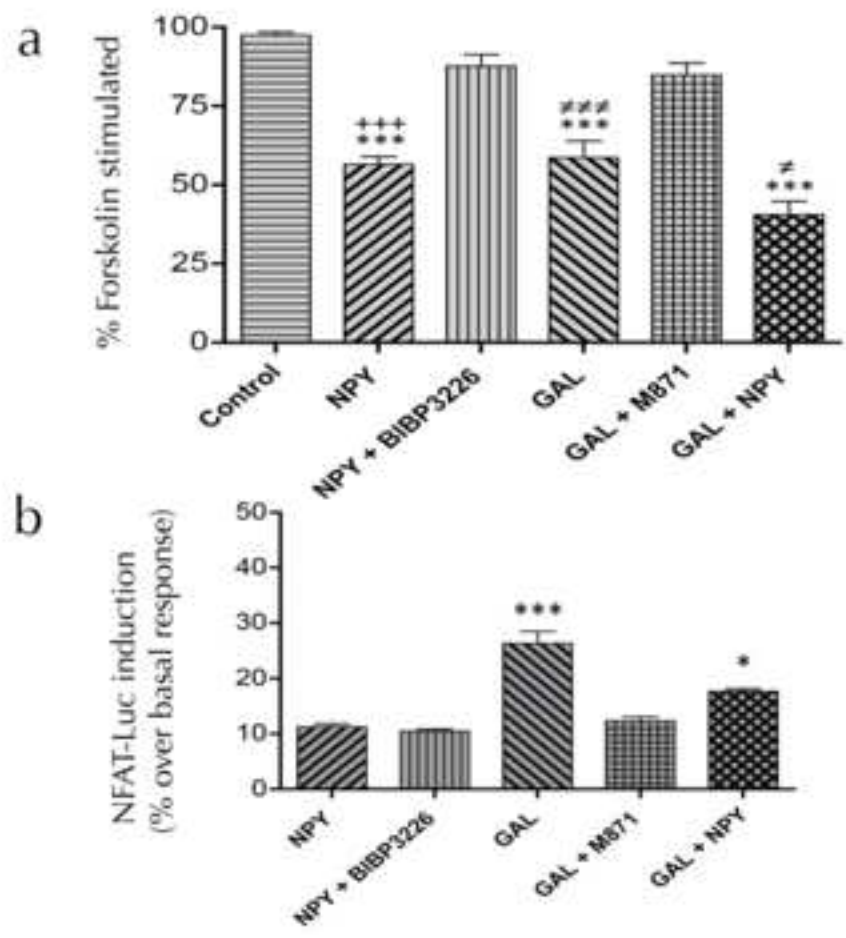 a
% Forskolin stimulated
100
75
50
25
0
+++
***
≠≠≠
***
≠
***
Control
NPY
NPY + BIBP3226
GAL
GAL + M871
GAL + NPY
b
NFAT-Luc induction
(% over basal response)
50
40
30
20
10
0
***
*
NPY
NPY + BIBP3226
GAL
GAL + M871
GAL + NPY